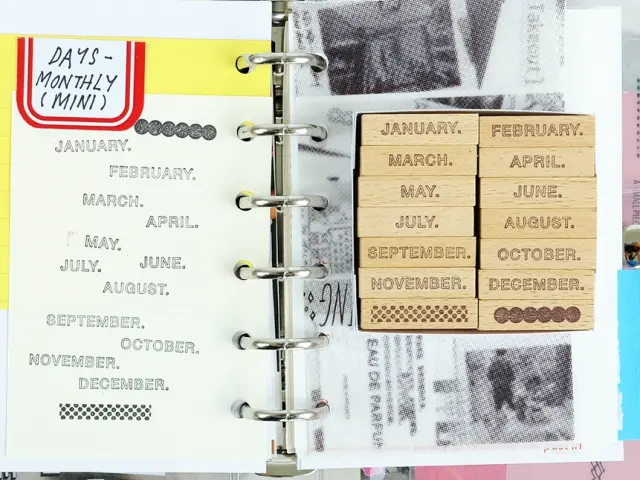 DAYS -
MONTHLY
(MINI)
JANUARY.
FEBRUARY.
MARCH.
APRIL.
MAY.
JULY. JUNE.
AUGUST.
SEPTEMBER.
OCTOBER.
NOVEMBER.
DECEMBER.
JANUARY. FEBRUARY.
MARCH. APRIL.
MAY. JUNE.
JULY. AUGUST.
SEPTEMBER. OCTOBER.
NOVEMBER. DECEMBER.
Takeout
EAU DE PARFUM